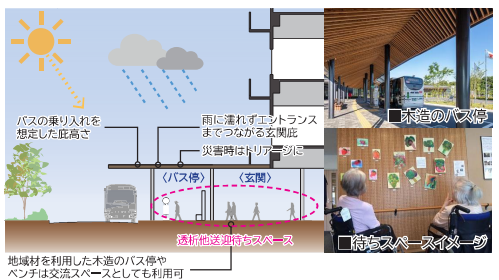 バスの乗り入れを
想定した庇高さ
雨に濡れずエントランス
までつながる玄関庇
災害時はトリアージに
〈バス停〉
〈玄関〉
透析他送迎待ちスペース
地域材を利用した木造のバス停や
ベンチは交流スペースとしても利用可
■木造のバス停
■待ちスペースイメージ